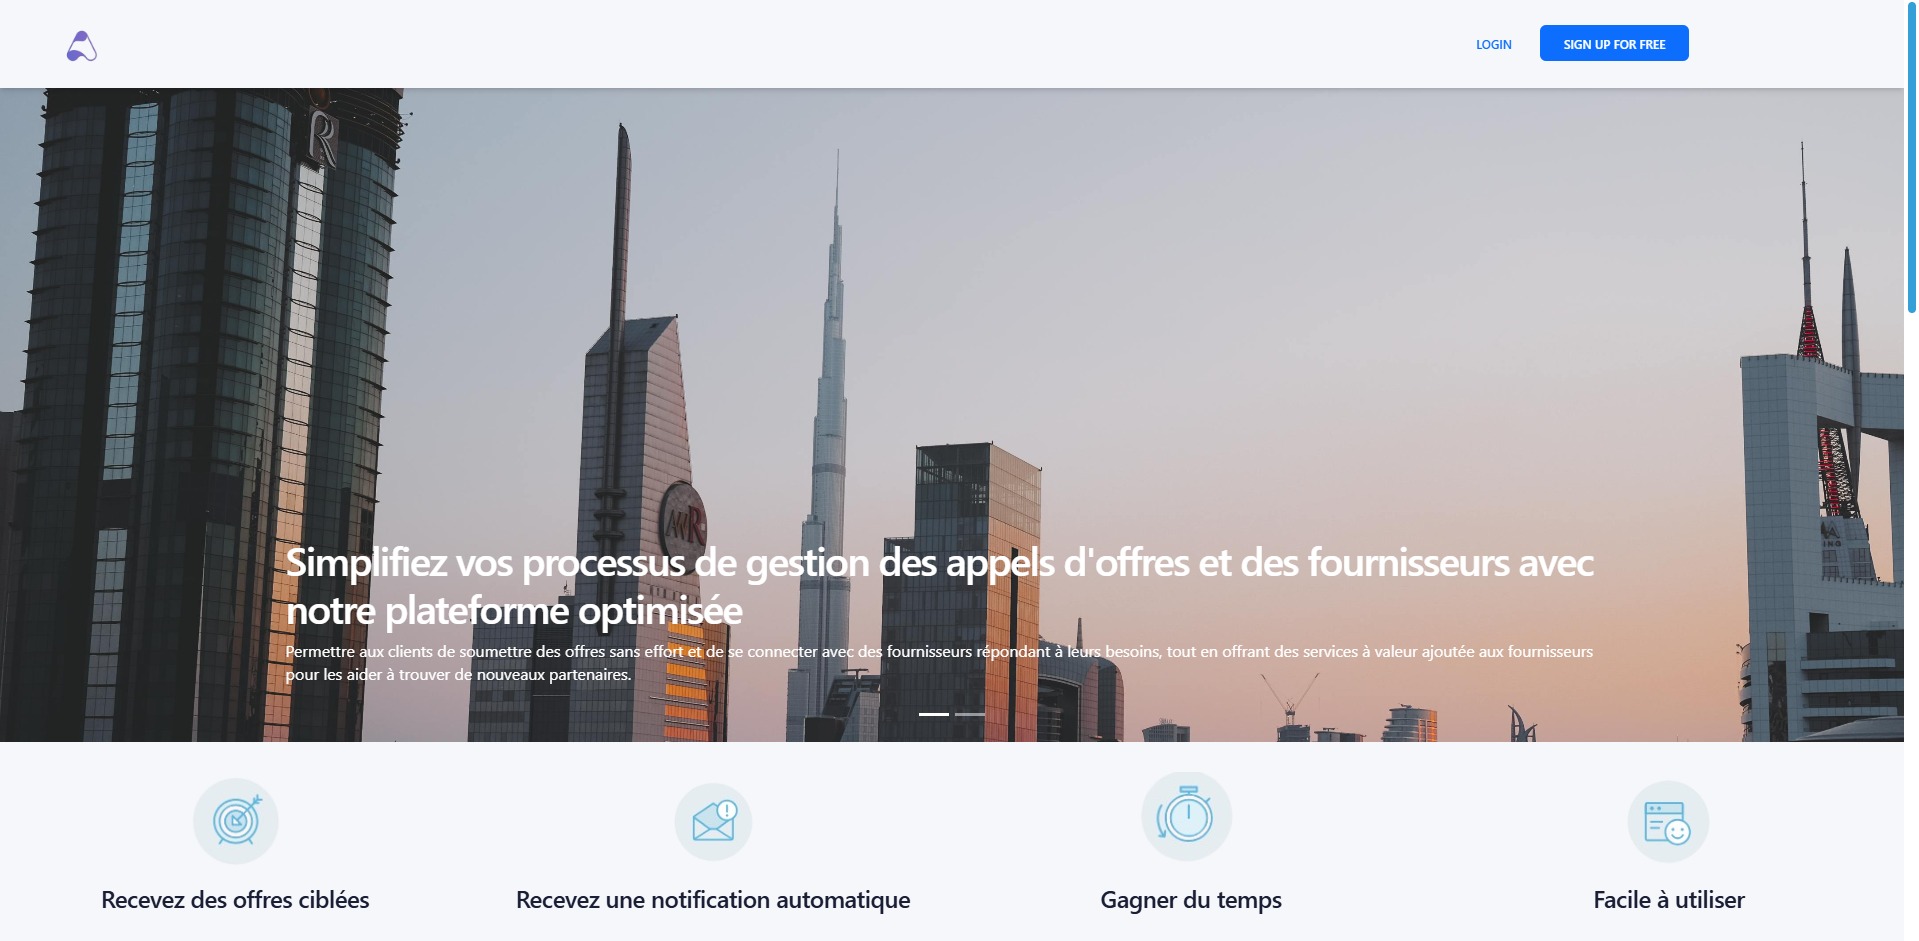 LOGIN
SIGN UP FOR FREE
R
AKR
Simplifiez vos processus de gestion des appels d'offres et des fournisseurs avec
notre plateforme optimisée
Permettre aux clients de soumettre des offres sans effort et de se connecter avec des fournisseurs répondant à leurs besoins, tout en offrant des services à valeur ajoutée aux fournisseurs
pour les aider à trouver de nouveaux partenaires.
Recevez des offres ciblées
Recevez une notification automatique
Gagner du temps
Facile à utiliser